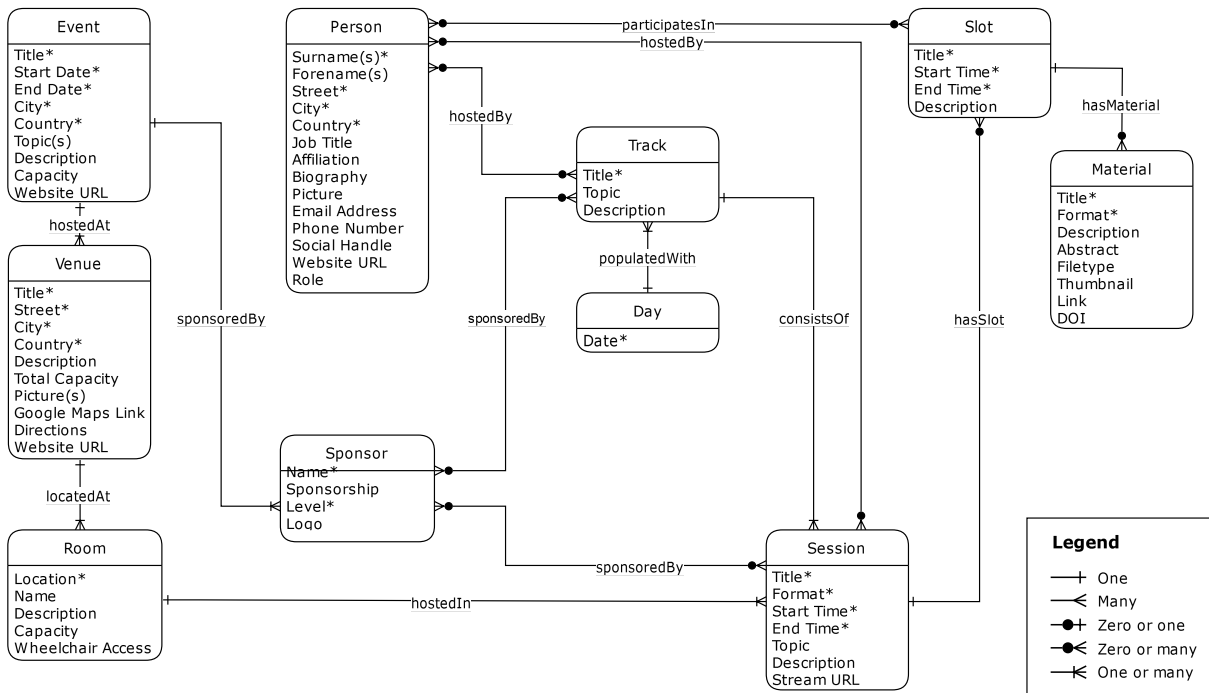 Event
Title*
Start Date*
End Date*
City*
Country*
Topic(s)
Description
Capacity
Website URL
hostedAt
Venue
Title*
Street*
City*
Country*
Description
Total Capacity
Picture(s)
Google Maps Link
Directions
Website URL
locatedAt
Room
Location*
Name
Description
Capacity
Wheelchair Access
sponsoredBy
Person
Surname(s)*
Forename(s)
Street*
City*
Country*
Job Title
Affiliation
Biography
Picture
Email Address
Phone Number
Social Handle
Website URL
Role
participatesIn
hostedBy
hostedBy
Track
Title*
Topic
Description
populatedWith
Day
Date*
sponsoredBy
consistsOf
Sponsor
Name*
Sponsorship
Level*
Logo
sponsoredBy
hostedIn
Session
Title*
Format*
Start Time*
End Time*
Topic
Description
Stream URL
Slot
Title*
Start Time*
End Time*
Description
hasMaterial
Material
Title*
Format*
Description
Abstract
Filetype
Thumbnail
Link
DOI
hasSlot
Legend
One
Many
Zero or one
Zero or many
One or many